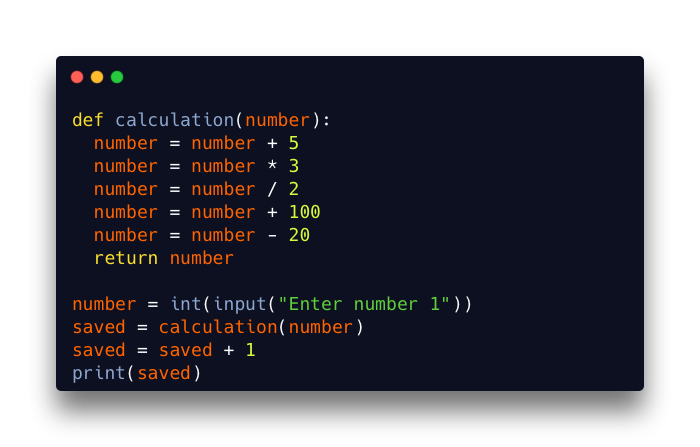 def calculation(number):
  number = number + 5
  number = number * 3
  number = number / 2
  number = number + 100
  number = number - 20
  return number

number = int(input("Enter number 1"))
saved = calculation(number)
saved = saved + 1
print(saved)